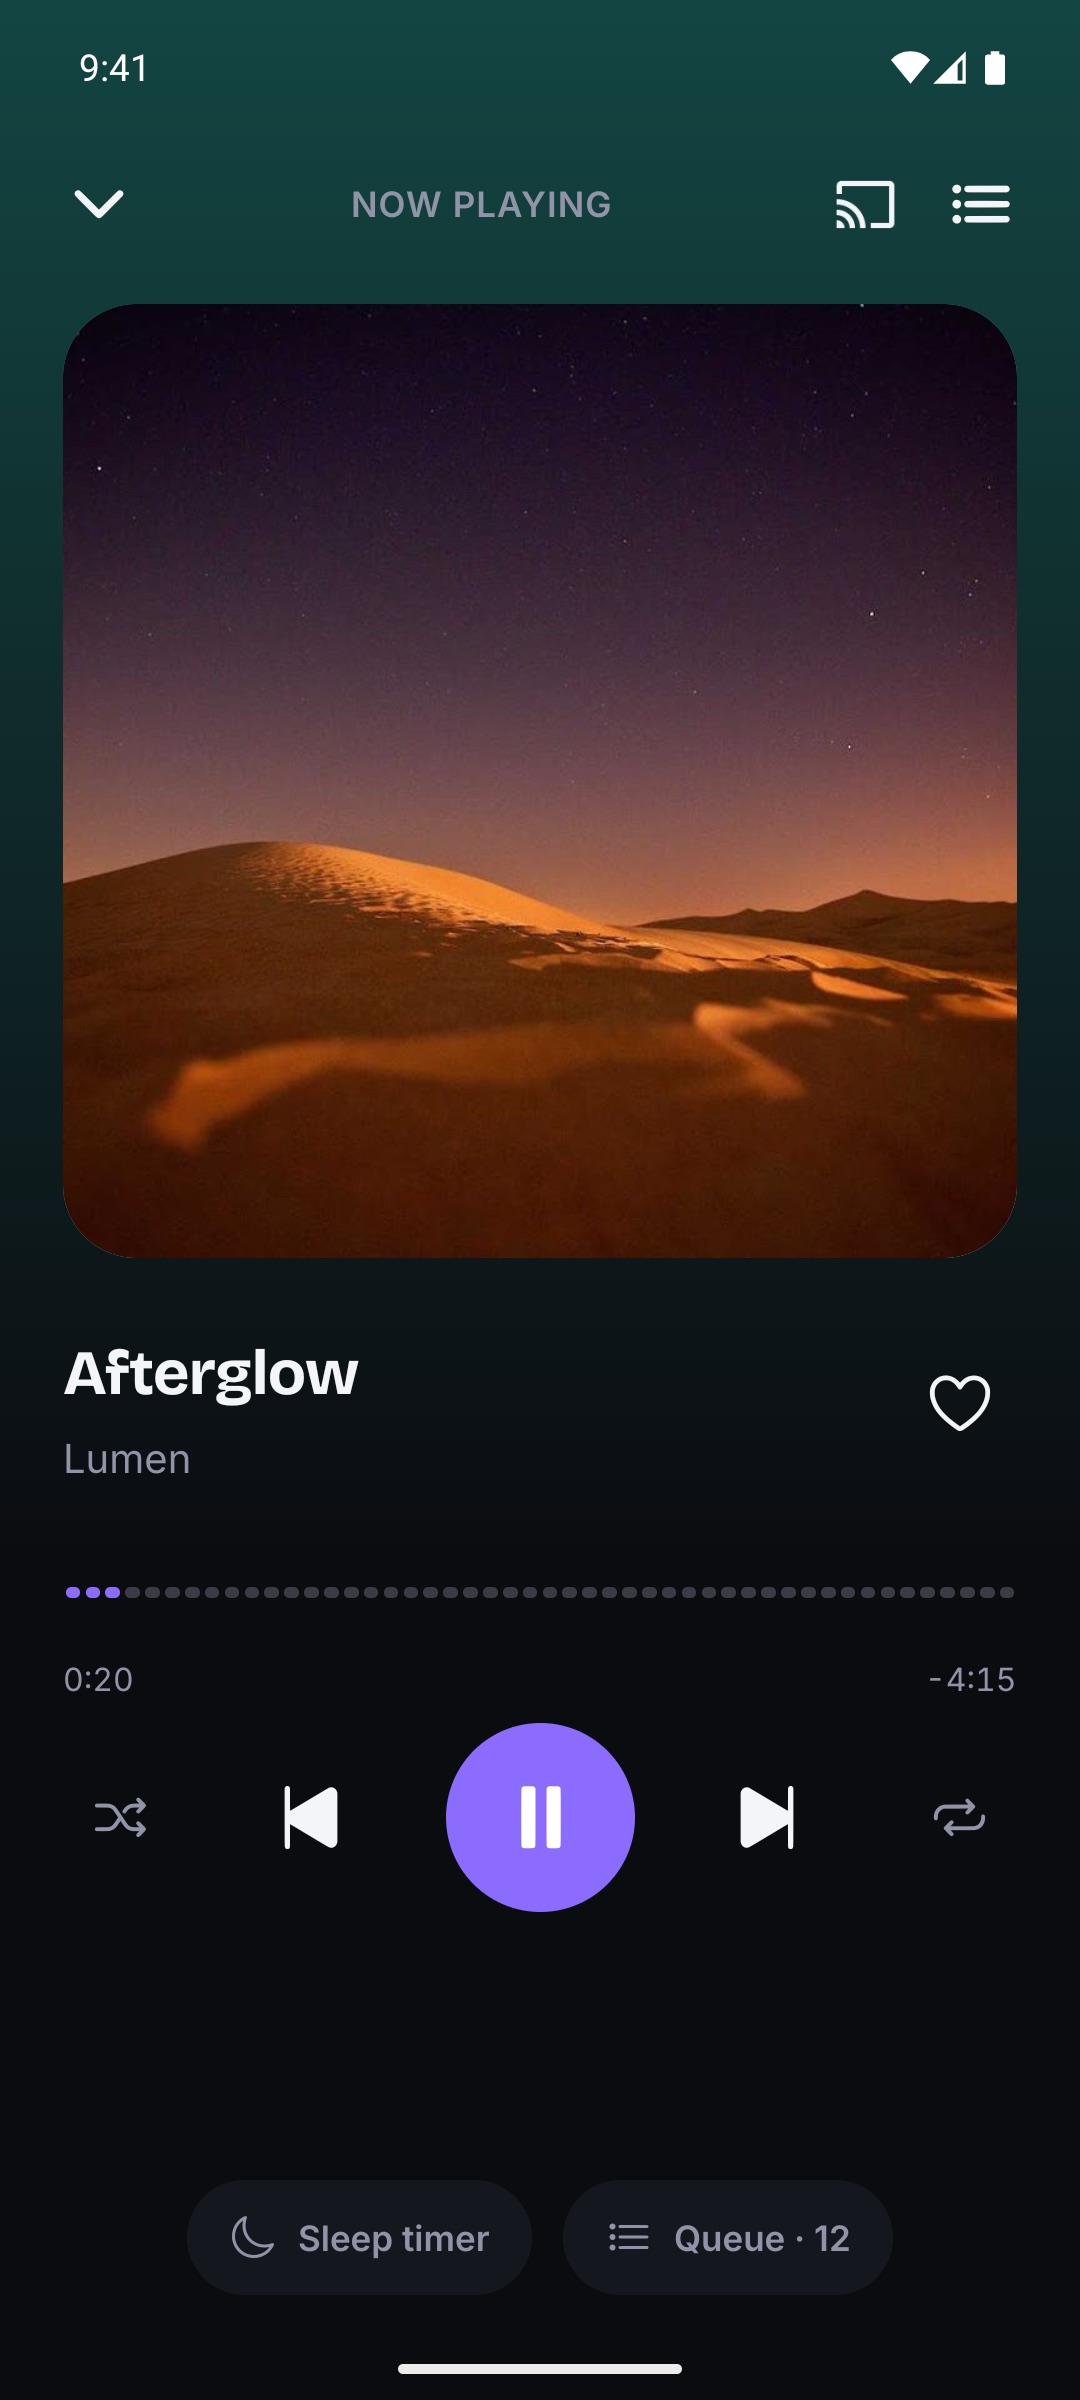 9:41
NOW PLAYING
Afterglow
Lumen
0:20
-4:15
Sleep timer
Queue · 12